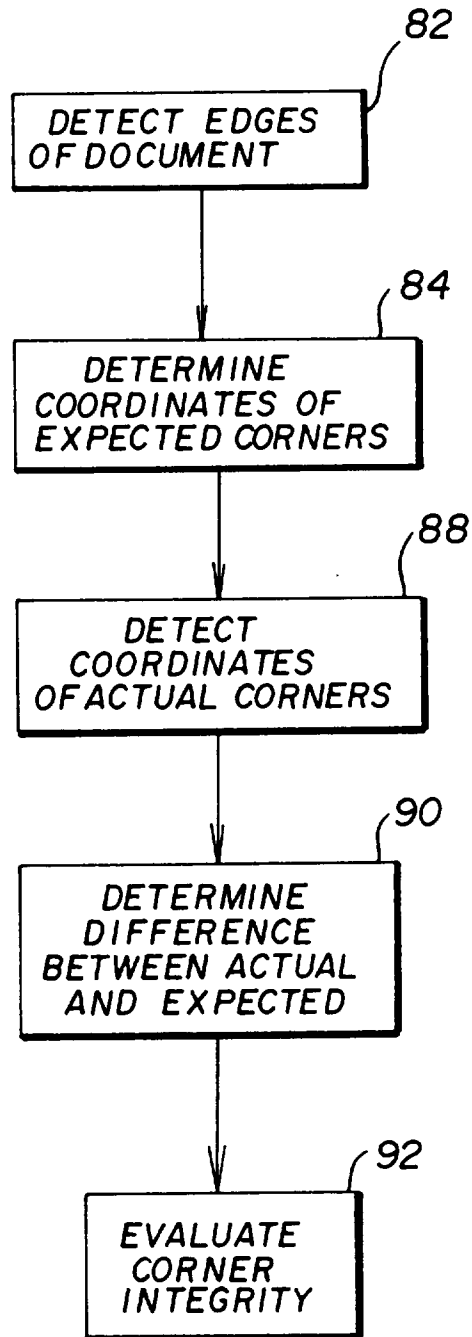 82
DETECT EDGES
OF DOCUMENT
84
DETERMINE
COORDINATES OF
EXPECTED CORNERS
88
DETECT
COORDINATES
OF ACTUAL CORNERS
90
DETERMINE
DIFFERENCE
BETWEEN ACTUAL
AND EXPECTED
92
EVALUATE
CORNER
INTEGRITY